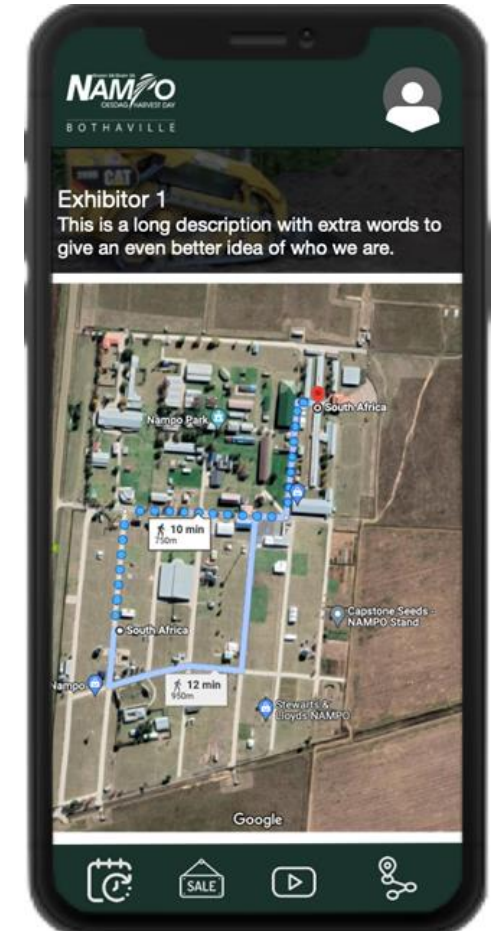 NAMPO
OESDAG HARVEST DAY
BOTHAVILLE
CAT
Exhibitor 1
This is a long description with extra words to
give an even better idea of who we are.
South Africa
Nampo Park
10 min
750m
Capstone Seeds -
NAMPO Stand
South Africa
Nampo
12 min
950m
Stewarts &
Lloyds NAMPO
Google
SALE